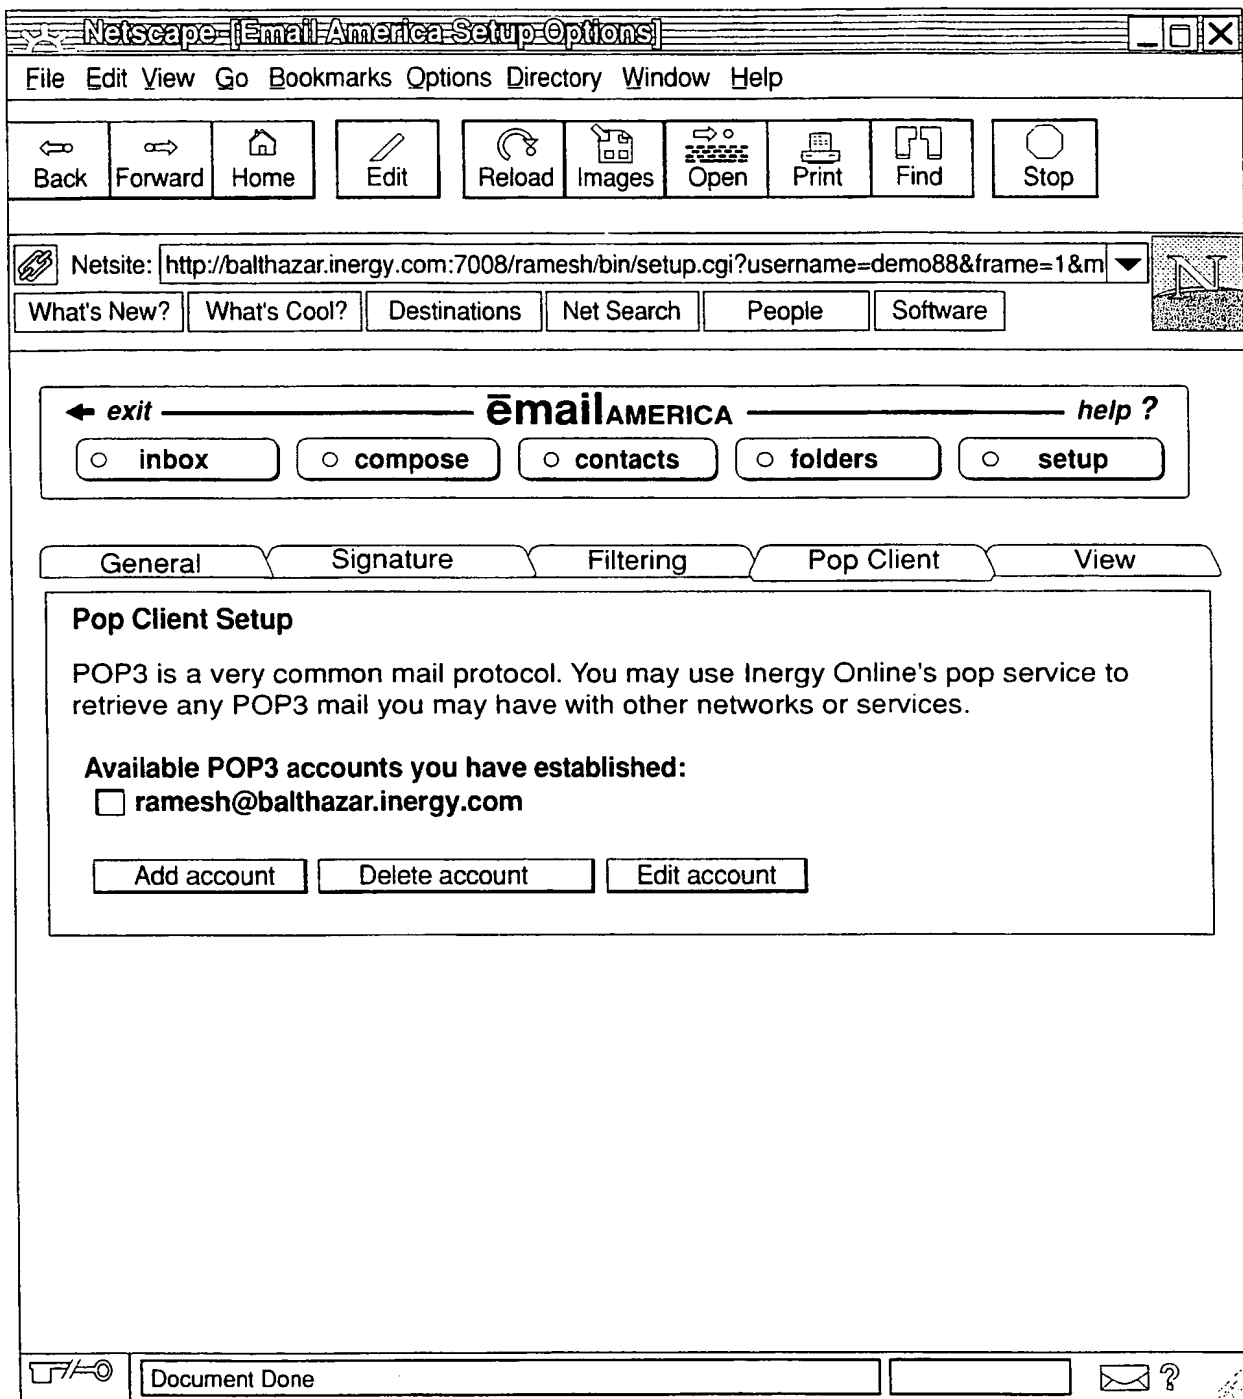 Netscape-[Email America Setup Options]
File Edit View Go Bookmarks Options Directory Window Help
Back Forward Home Edit Reload Images Open Print Find Stop
Netsite: http://balthazar.inergy.com:7008/ramesh/bin/setup.cgi?username=demo88&frame=1&m
N
What's New? What's Cool? Destinations Net Search People Software
exit ēmailAMERICA help ?
inbox compose contacts folders setup
General Signature Filtering Pop Client View
Pop Client Setup
POP3 is a very common mail protocol. You may use Inergy Online's pop service to
retrieve any POP3 mail you may have with other networks or services.
Available POP3 accounts you have established:
ramesh@balthazar.inergy.com
Add account Delete account Edit account
Document Done ?